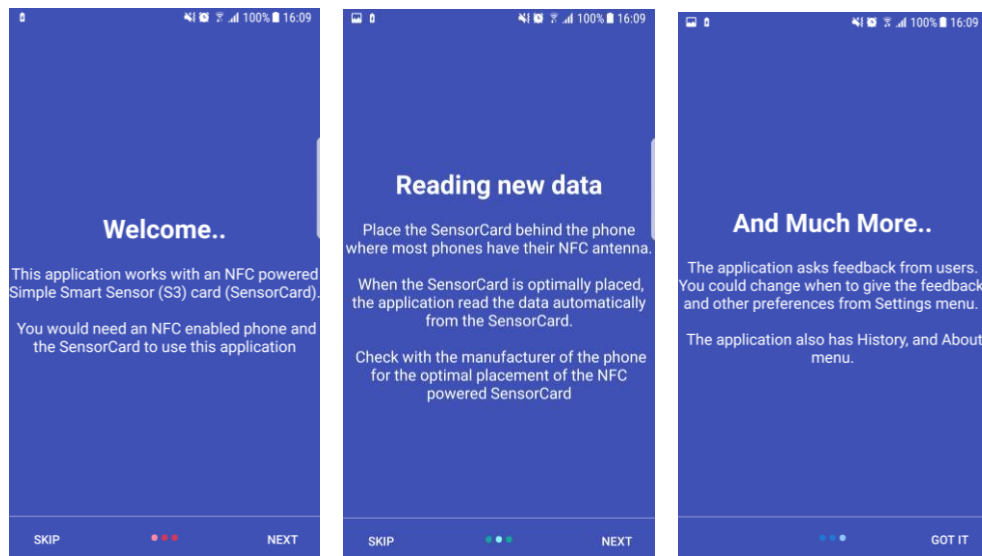 100% 16:09
Welcome..
This application works with an NFC powered
Simple Smart Sensor (S3) card (SensorCard).
You would need an NFC enabled phone and
the SensorCard to use this application
SKIP
NEXT
100% 16:09
Reading new data
Place the SensorCard behind the phone
where most phones have their NFC antenna.
When the SensorCard is optimally placed,
the application read the data automatically
from the SensorCard.
Check with the manufacturer of the phone
for the optimal placement of the NFC
powered SensorCard
SKIP
NEXT
100% 16:09
And Much More..
The application asks feedback from users.
You could change when to give the feedback
and other preferences from Settings menu.
The application also has History, and About
menu.
GOT IT